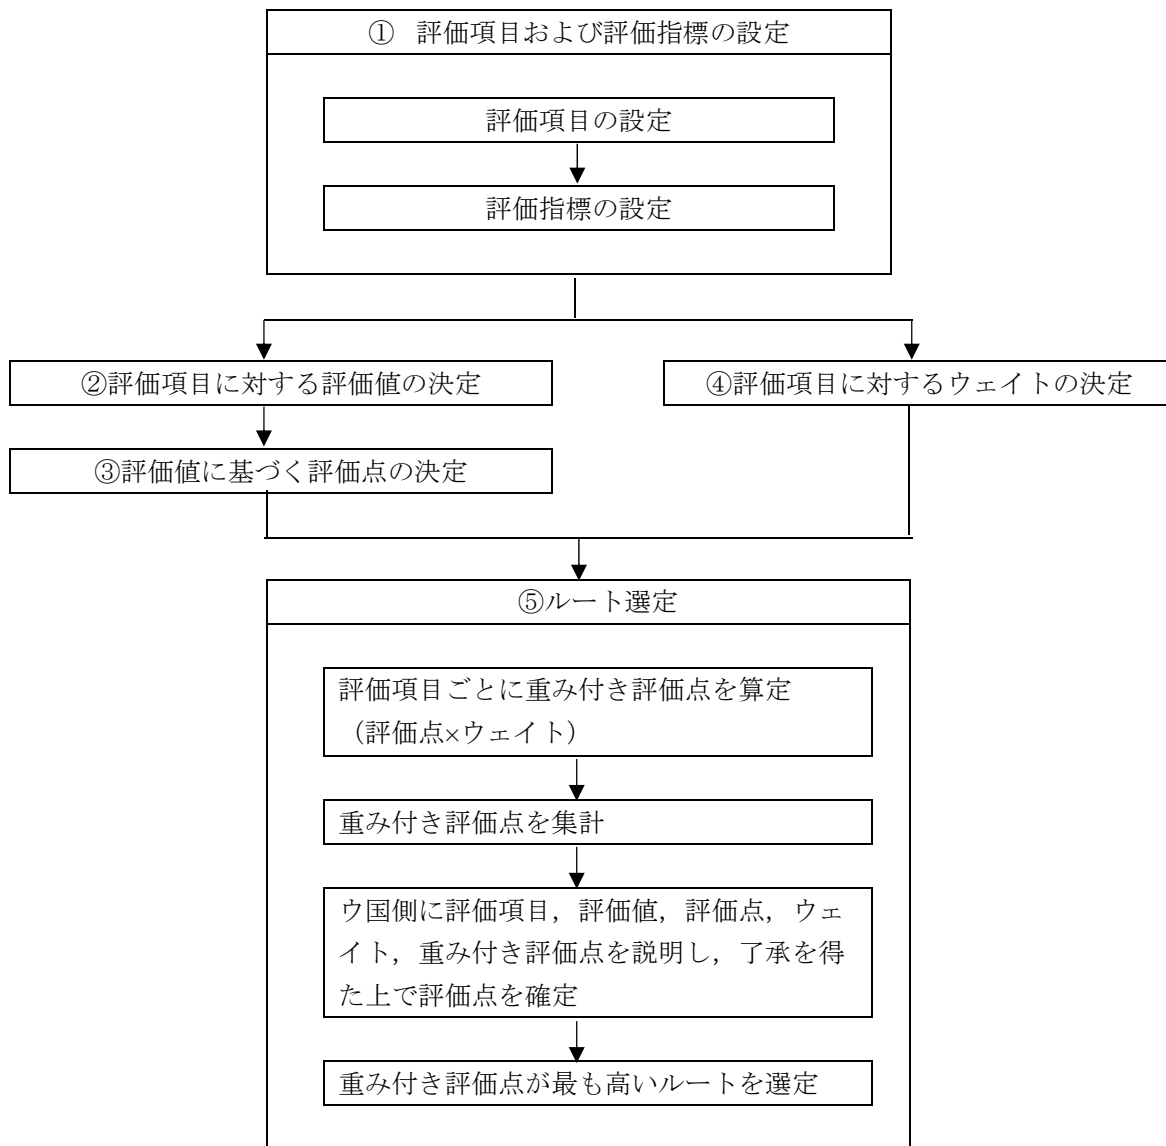 ① 評価項目および評価指標の設定
評価項目の設定
評価指標の設定
②評価項目に対する評価値の決定
④評価項目に対するウェイトの決定
③評価値に基づく評価点の決定
⑤ルート選定
評価項目ごとに重み付き評価点を算定
（評価点×ウェイト）
重み付き評価点を集計
ウ国側に評価項目，評価値，評価点，ウェ
イト，重み付き評価点を説明し，了承を得
た上で評価点を確定
重み付き評価点が最も高いルートを選定